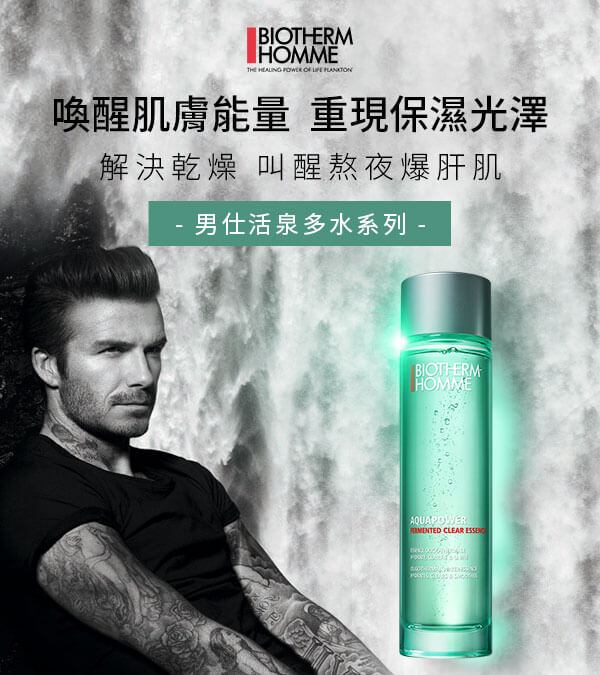 BIOTHERM
HOMME
THE HEALING POWER OF LIFE PLANKTON™
喚醒肌膚能量 重現保濕光澤
解決乾燥 叫醒熬夜爆肝肌
- 男仕活泉多水系列 -
BIOTHERM
HOMME
AQUAPOWER
FERMENTED CLEAR ESSENCE